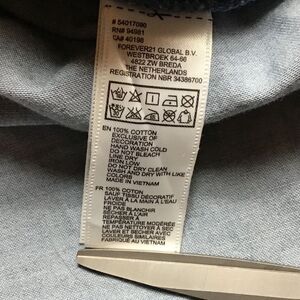 # 54017090
RN# 94981
CA# 40198
FOREVER21 GLOBAL B.V.
WESTBROEK 64-66
4822 ZW BREDA
THE NETHERLANDS
REGISTRATION NBR 34386700
EN 100% COTTON
EXCLUSIVE OF
DECORATION
HAND WASH COLD
DO NOT BLEACH
LINE DRY
IRON LOW
DO NOT DRY CLEAN
WASH AND DRY WITH LIKE
COLORS
MADE IN VIETNAM
FR 100% COTON
SAUF TISSU DÉCORATIF
LAVER À LA MAIN À L'EAU
FROIDE
NE PAS BLANCHIR
SÉCHER À L'AIR
REPASSER À
TEMPÉRATURE MODÉRÉE
NE PAS NETTOYER À SEC
LAVER ET SÉCHER AVEC
COULEURS SIMILAIRES
FABRIQUÉ AU VIETNAM